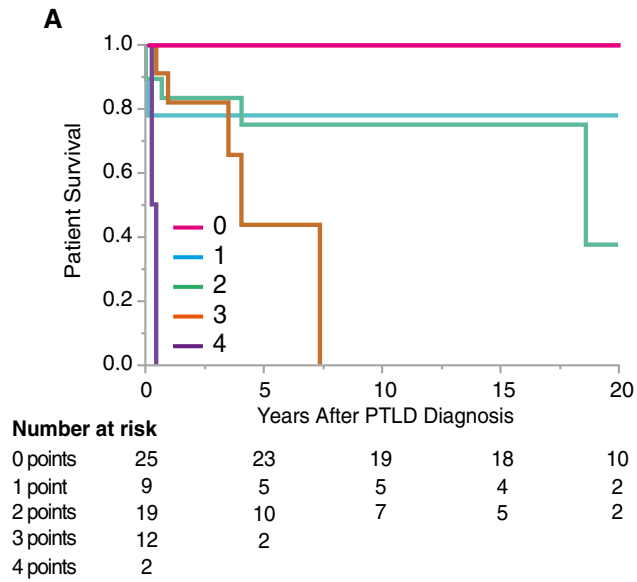 A
Patient Survival
1.0
0.8
0.6
0.4
0.2
0.0
0
1
2
3
4
0 5 10 15 20
Years After PTLD Diagnosis
Number at risk
0 points 25 23 19 18 10
1 point 9 5 5 4 2
2 points 19 10 7 5 2
3 points 12 2
4 points 2